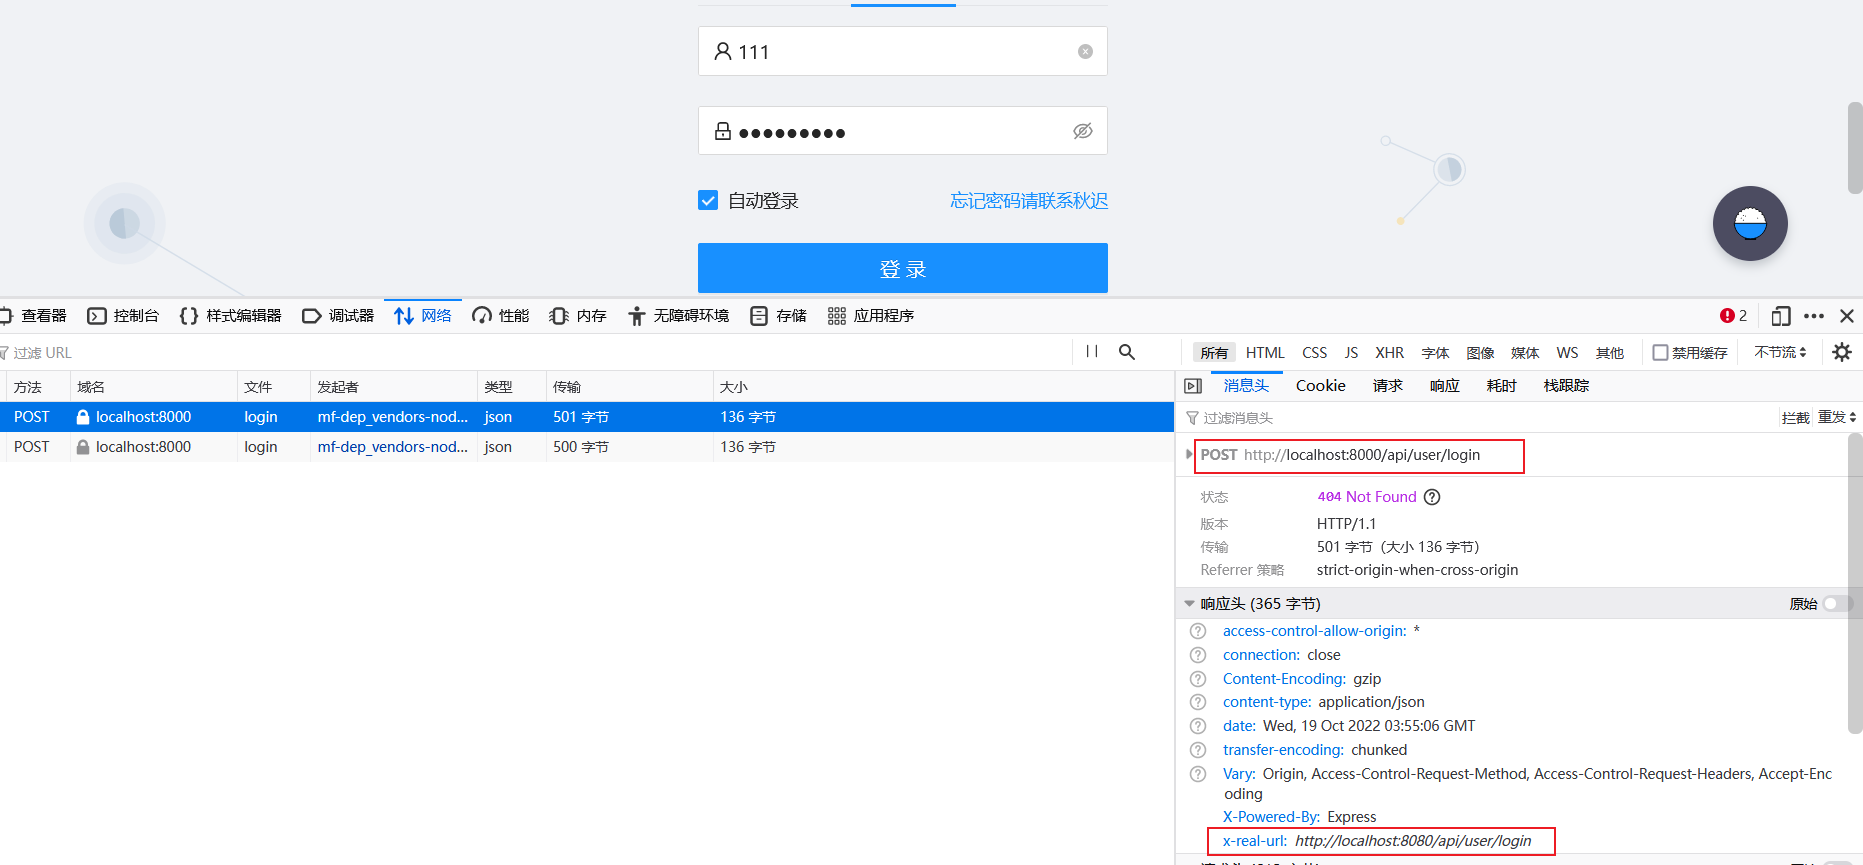 111
●●●●●●●●●
自动登录 忘记密码请联系秋迟
登 录
查看器 控制台 样式编辑器 调试器 网络 性能 内存 无障碍环境 存储 应用程序 2
过滤 URL 所有 HTML CSS JS XHR 字体 图像 媒体 WS 其他 禁用缓存 不节流
方法 域名 文件 发起者 类型 传输 大小
POST localhost:8000 login mf-dep_vendors-nod... json 501 字节 136 字节
POST localhost:8000 login mf-dep_vendors-nod... json 500 字节 136 字节
消息头 Cookie 请求 响应 耗时 栈跟踪
过滤消息头 拦截 重发
POST http://localhost:8000/api/user/login
状态 404 Not Found
版本 HTTP/1.1
传输 501 字节（大小 136 字节）
Referrer 策略 strict-origin-when-cross-origin
响应头 (365 字节) 原始
access-control-allow-origin: *
connection: close
Content-Encoding: gzip
content-type: application/json
date: Wed, 19 Oct 2022 03:55:06 GMT
transfer-encoding: chunked
Vary: Origin, Access-Control-Request-Method, Access-Control-Request-Headers, Accept-Enc
oding
X-Powered-By: Express
x-real-url: http://localhost:8080/api/user/login